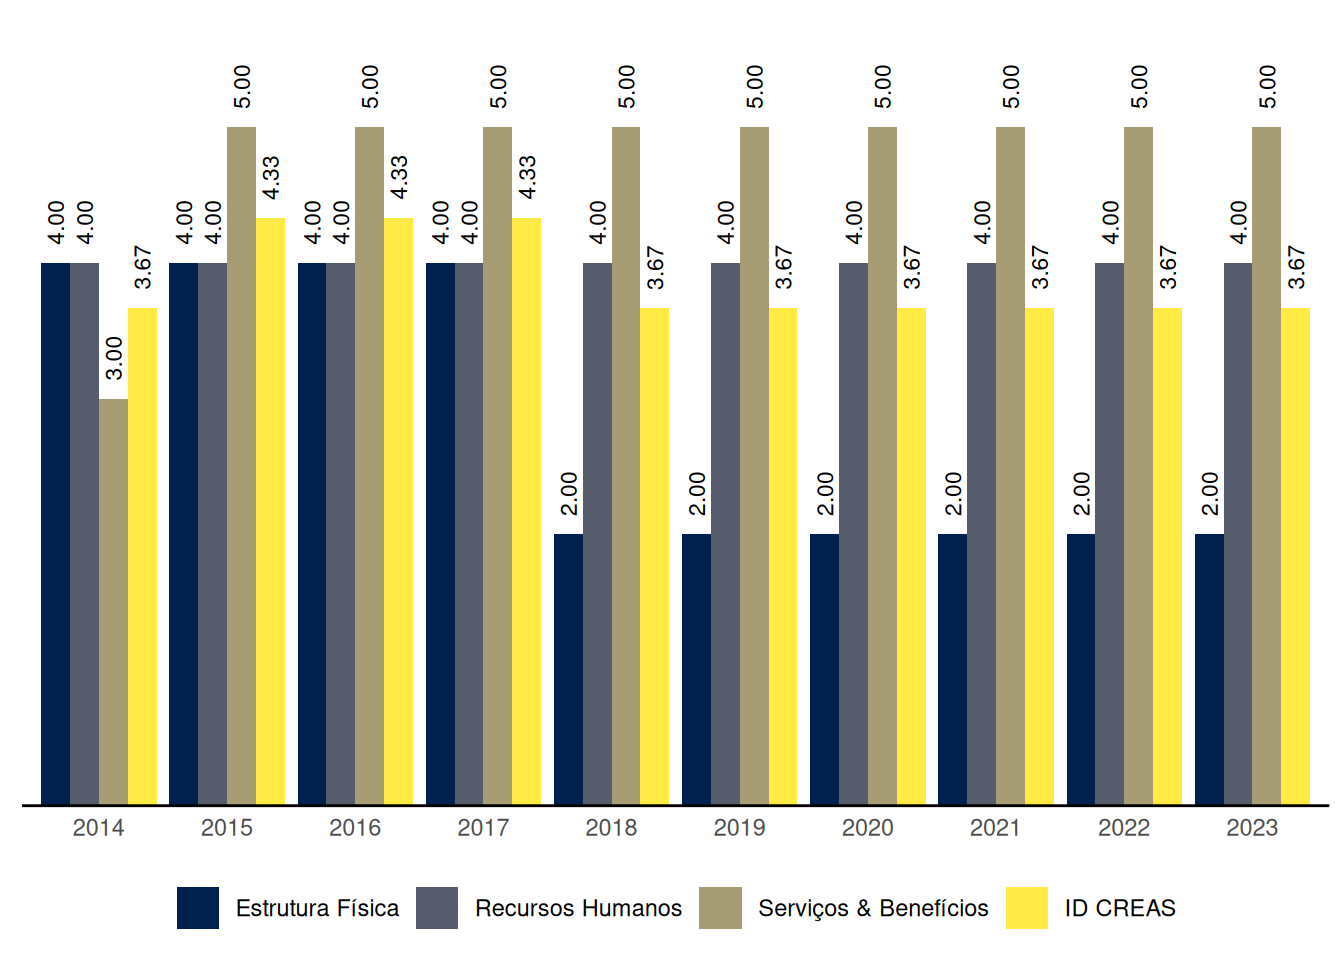 5.00 5.00 5.00 5.00 5.00 5.00 5.00 5.00 5.00
4.33 4.33 4.33
4.00 4.00 4.00 4.00 4.00 4.00 4.00 4.00 4.00 4.00 4.00 4.00 4.00 4.00
3.67 3.67 3.67 3.67 3.67 3.67 3.67
3.00
2.00 2.00 2.00 2.00 2.00 2.00
2014 2015 2016 2017 2018 2019 2020 2021 2022 2023
Estrutura Física Recursos Humanos Serviços & Benefícios ID CREAS